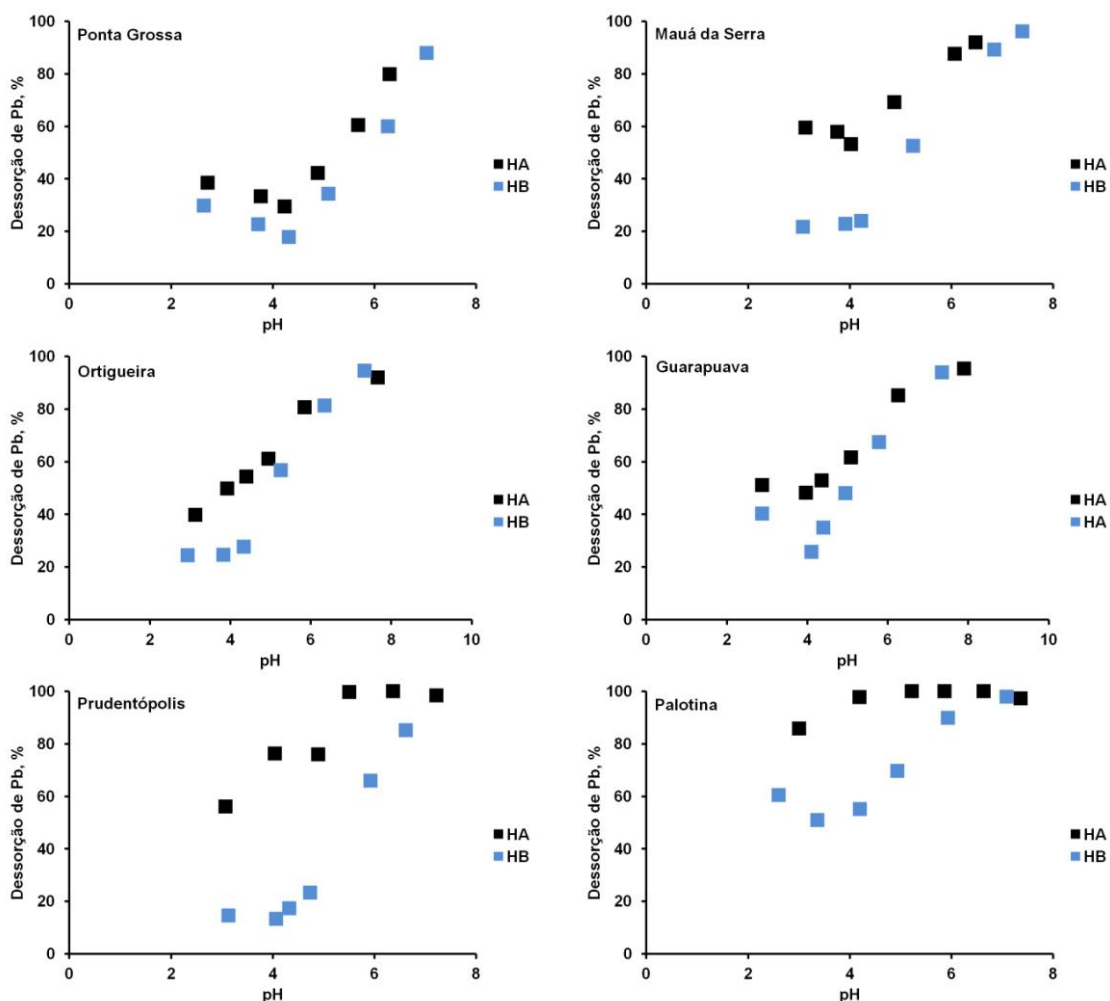 Ponta Grossa
Dessorção de Pb, %
100
80
60
40
20
0
0 2 4 6 8
pH
HA
HB
Mauá da Serra
Dessorção de Pb, %
100
80
60
40
20
0
0 2 4 6 8
pH
HA
HB
Ortigueira
Dessorção de Pb, %
100
80
60
40
20
0
0 2 4 6 8 10
pH
HA
HB
Guarapuava
Dessorção de Pb, %
100
80
60
40
20
0
0 2 4 6 8 10
pH
HA
HA
Prudentópolis
Dessorção de Pb, %
100
80
60
40
20
0
0 2 4 6 8
pH
HA
HB
Palotina
Dessorção de Pb, %
100
80
60
40
20
0
0 2 4 6 8
pH
HA
HB